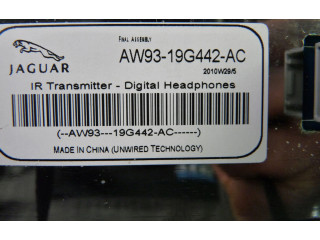 FINAL ASSEMBLY
AW93-19G442-AC
JAGUAR
2010W29/5
IR Transmitter - Digital Headphones
(--AW93---19G442-AC------)
MADE IN CHINA (UNWIRED TECHNOLOGY)